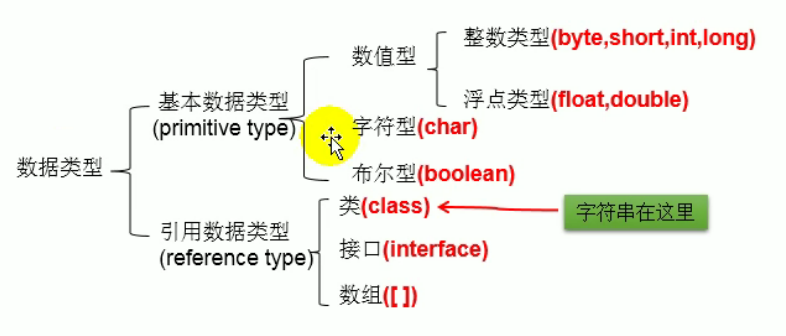 整数类型(byte,short,int,long)
数值型
浮点类型(float,double)
基本数据类型
(primitive type)
字符型(char)
数据类型
布尔型(boolean)
类(class)
字符串在这里
引用数据类型
(reference type)
接口(interface)
数组([ ])